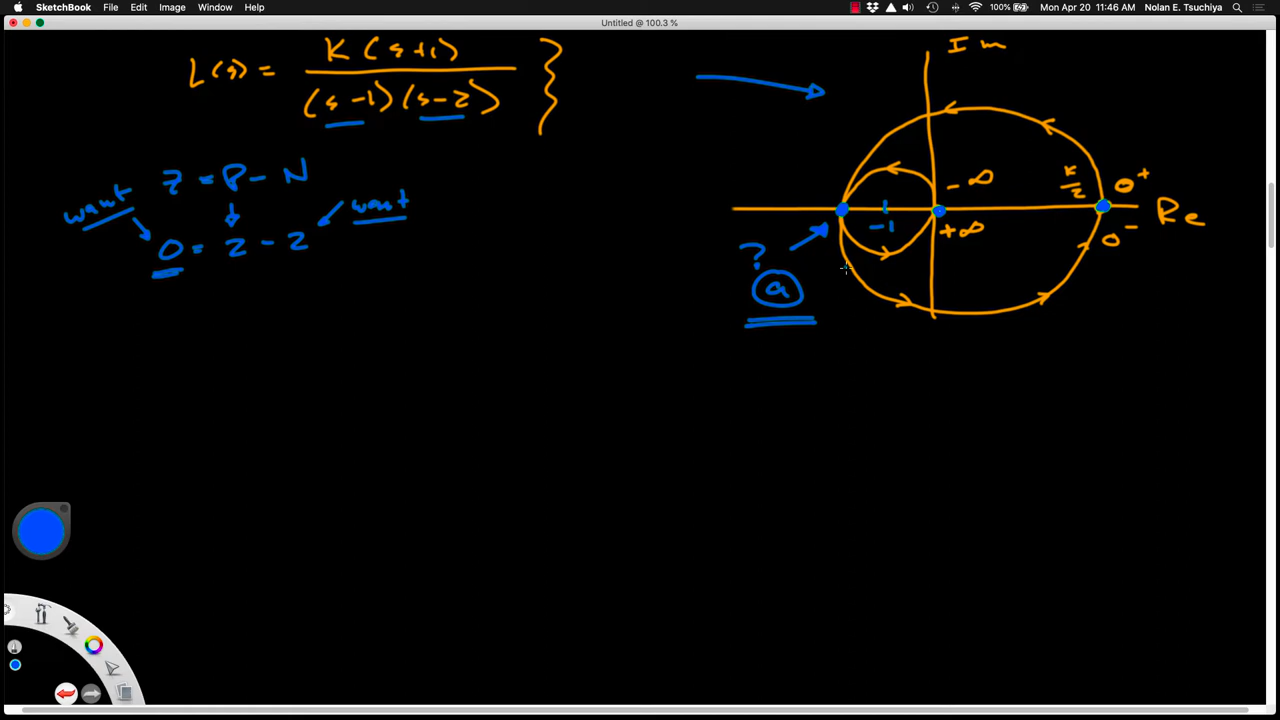 SketchBook File Edit Image Window Help 100% Mon Apr 20 11:46 AM Nolan E. Tsuchiya
Untitled @ 100.3 %
L(s) = K(s+1)
(s-1)(s-2)
Im
want
Z = P - N
want
0 = 2 - 2
-∞
K/2
0+
-1
+∞
0-
Re
?
a